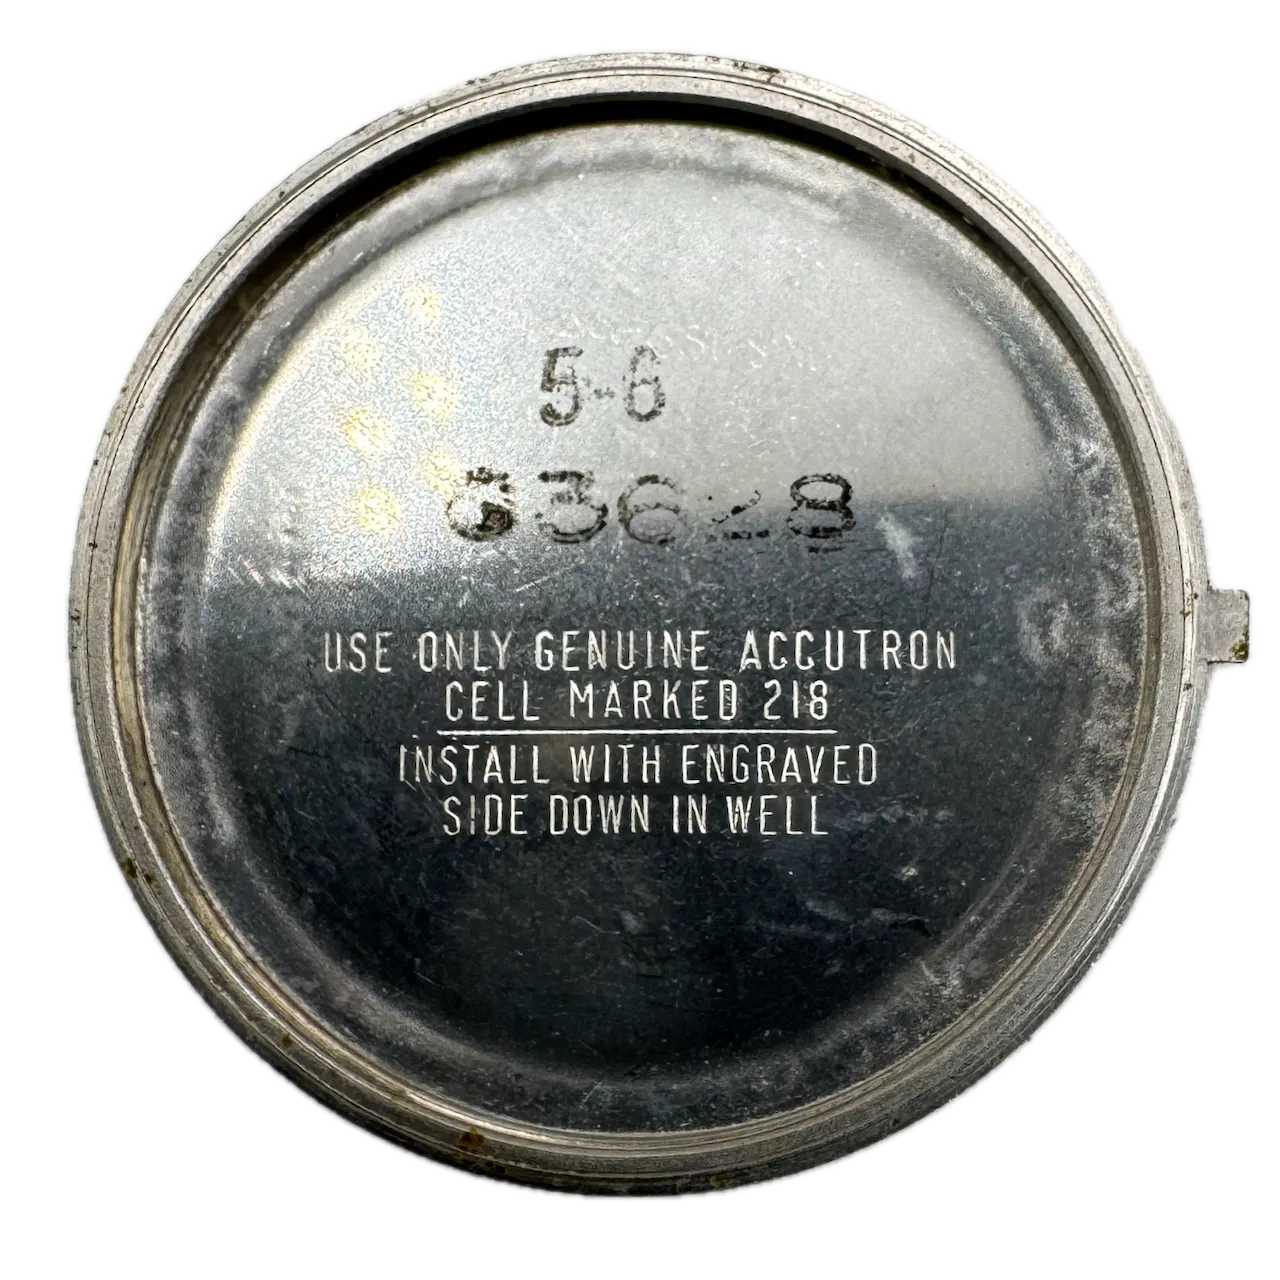 5-6
63628
USE ONLY GENUINE ACCUTRON
CELL MARKED 218
INSTALL WITH ENGRAVED
SIDE DOWN IN WELL